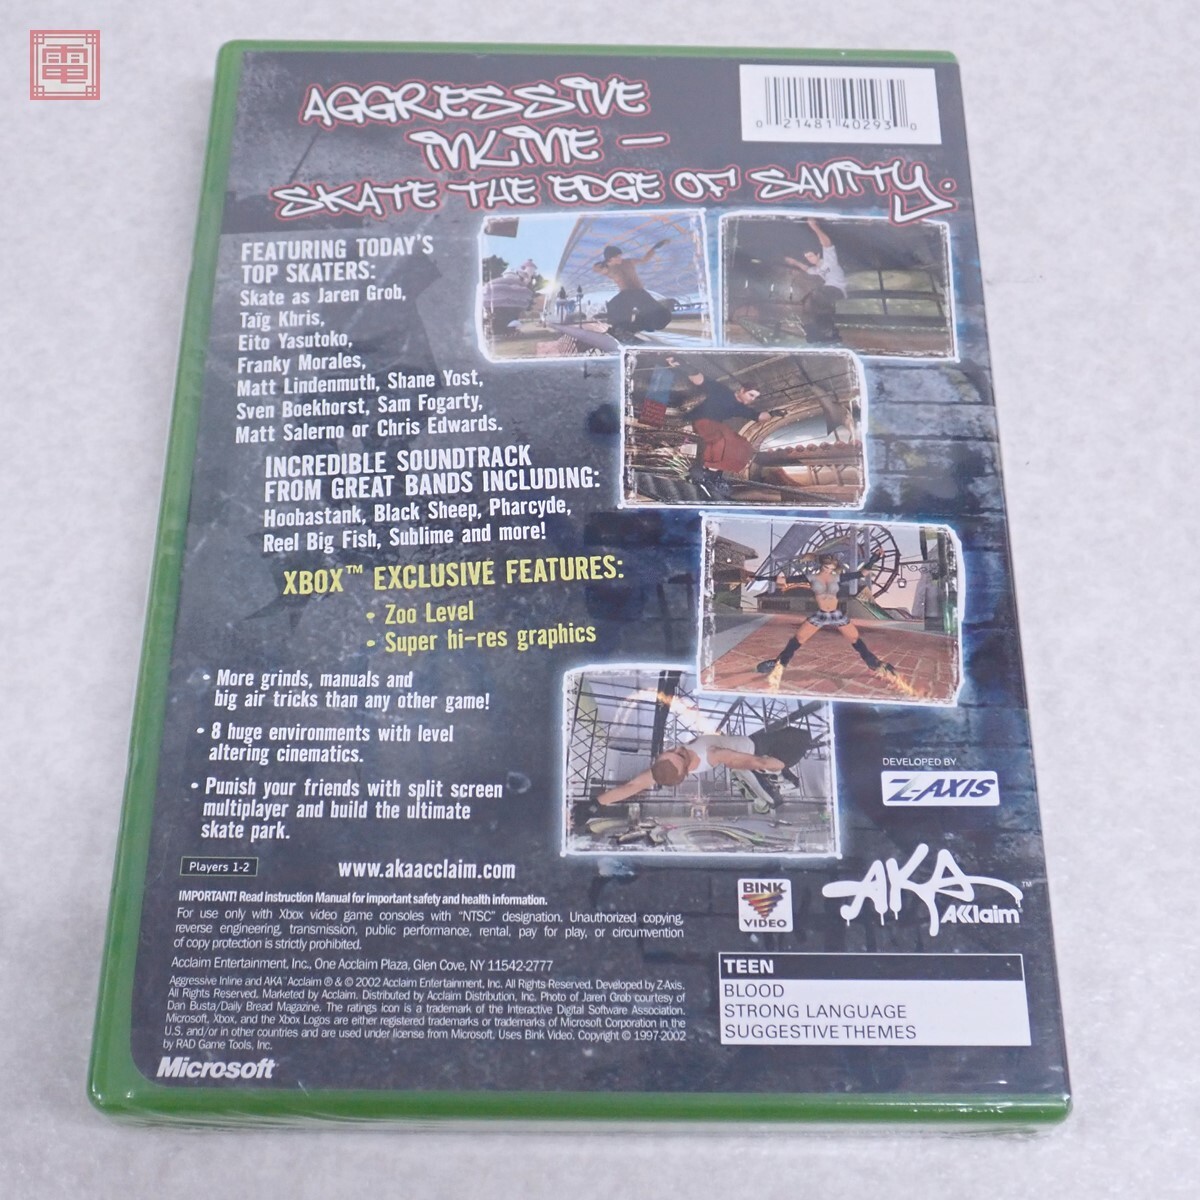 電
AGGRESSIVE
INLINE –
SKATE THE EDGE OF SANITY.
0 21481 40293 0
FEATURING TODAY'S
TOP SKATERS:
Skate as Jaren Grob,
Taïg Khris,
Eito Yasutoko,
Franky Morales,
Matt Lindenmuth, Shane Yost,
Sven Boekhorst, Sam Fogarty,
Matt Salerno or Chris Edwards.
INCREDIBLE SOUNDTRACK
FROM GREAT BANDS INCLUDING:
Hoobastank, Black Sheep, Pharcyde,
Reel Big Fish, Sublime and more!
XBOX™ EXCLUSIVE FEATURES:
• Zoo Level
• Super hi-res graphics
• More grinds, manuals and
big air tricks than any other game!
• 8 huge environments with level
altering cinematics.
• Punish your friends with split screen
multiplayer and build the ultimate
skate park.
DEVELOPED BY
Z-AXIS
Players 1-2
www.akaacclaim.com
BINK
VIDEO
AKA™
AKklaim
IMPORTANT! Read instruction Manual for important safety and health information.
For use only with Xbox video game consoles with "NTSC" designation. Unauthorized copying,
reverse engineering, transmission, public performance, rental, pay for play, or circumvention
of copy protection is strictly prohibited.
Acclaim Entertainment, Inc., One Acclaim Plaza, Glen Cove, NY 11542-2777
Aggressive Inline and AKA Acclaim ® & © 2002 Acclaim Entertainment, Inc. All Rights Reserved. Developed by Z-Axis.
All Rights Reserved. Marketed by Acclaim. Distributed by Acclaim Distribution, Inc. Photo of Jaren Grob courtesy of
Dan Busta/Daily Bread Magazine. The ratings icon is a trademark of the Interactive Digital Software Association.
Microsoft, Xbox, and the Xbox Logos are either registered trademarks or trademarks of Microsoft Corporation in the
U.S. and/or in other countries and are used under license from Microsoft. Uses Bink Video. Copyright © 1997-2002
by RAD Game Tools, Inc.
Microsoft
TEEN
BLOOD
STRONG LANGUAGE
SUGGESTIVE THEMES